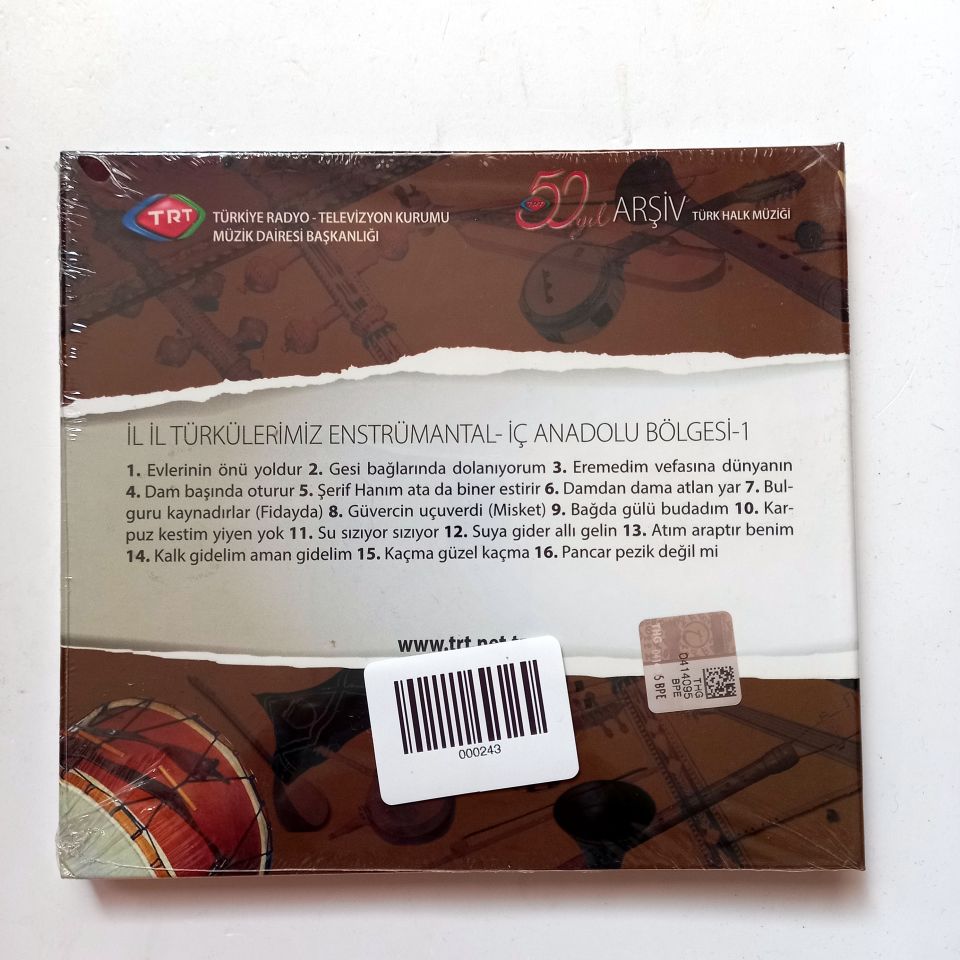 TRT TÜRKİYE RADYO - TELEVİZYON KURUMU
MÜZİK DAİRESİ BAŞKANLIĞI
TRT 50 yıl ARŞİV TÜRK HALK MÜZİĞİ
İL İL TÜRKÜLERİMİZ ENSTRÜMANTAL- İÇ ANADOLU BÖLGESİ-1
1. Evlerinin önü yoldur 2. Gesi bağlarında dolanıyorum 3. Eremedim vefasına dünyanın
4. Dam başında oturur 5. Şerif Hanım ata da biner estirir 6. Damdan dama atlan yar 7. Bul-
guru kaynadırlar (Fidayda) 8. Güvercin uçuverdi (Misket) 9. Bağda gülü budadım 10. Kar-
puz kestim yiyen yok 11. Su sızıyor sızıyor 12. Suya gider allı gelin 13. Atım araptır benim
14. Kalk gidelim aman gidelim 15. Kaçma güzel kaçma 16. Pancar pezik değil mi
www.trt.net
000243
THG
BPE
0414095
5 BPE